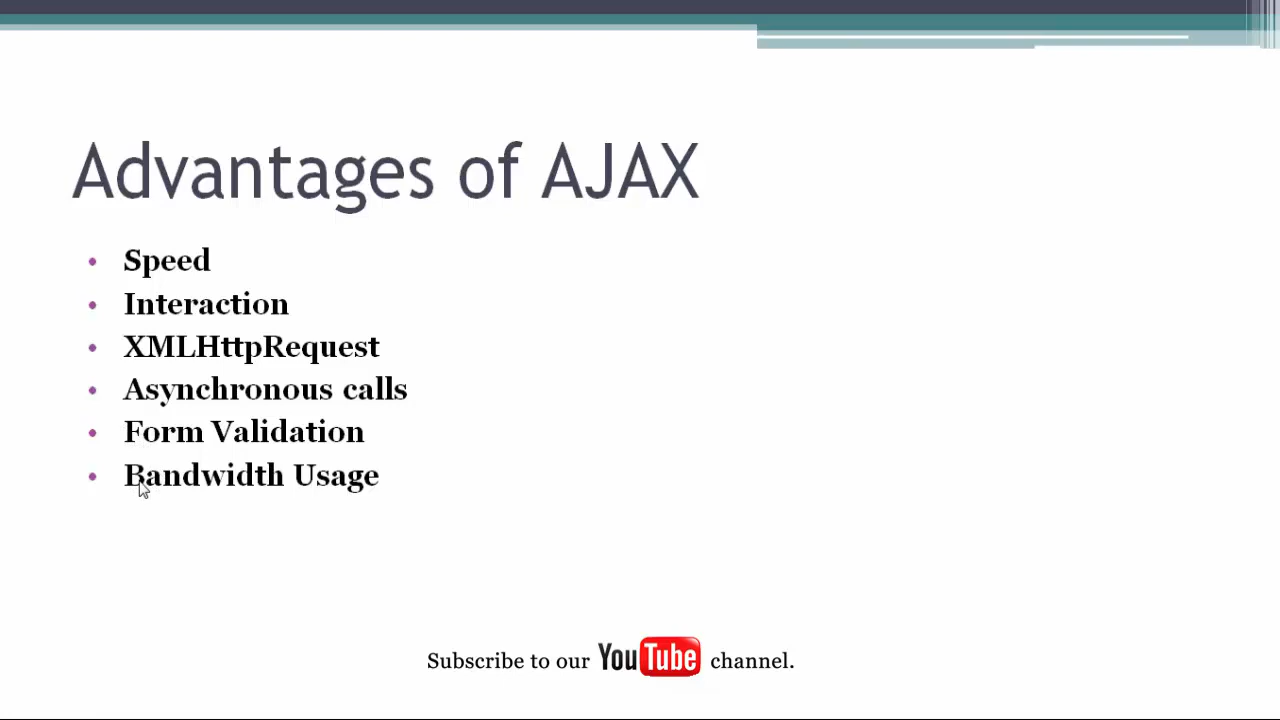 Advantages of AJAX
• Speed
• Interaction
• XMLHttpRequest
• Asynchronous calls
• Form Validation
• Bandwidth Usage
Subscribe to our YouTube channel.